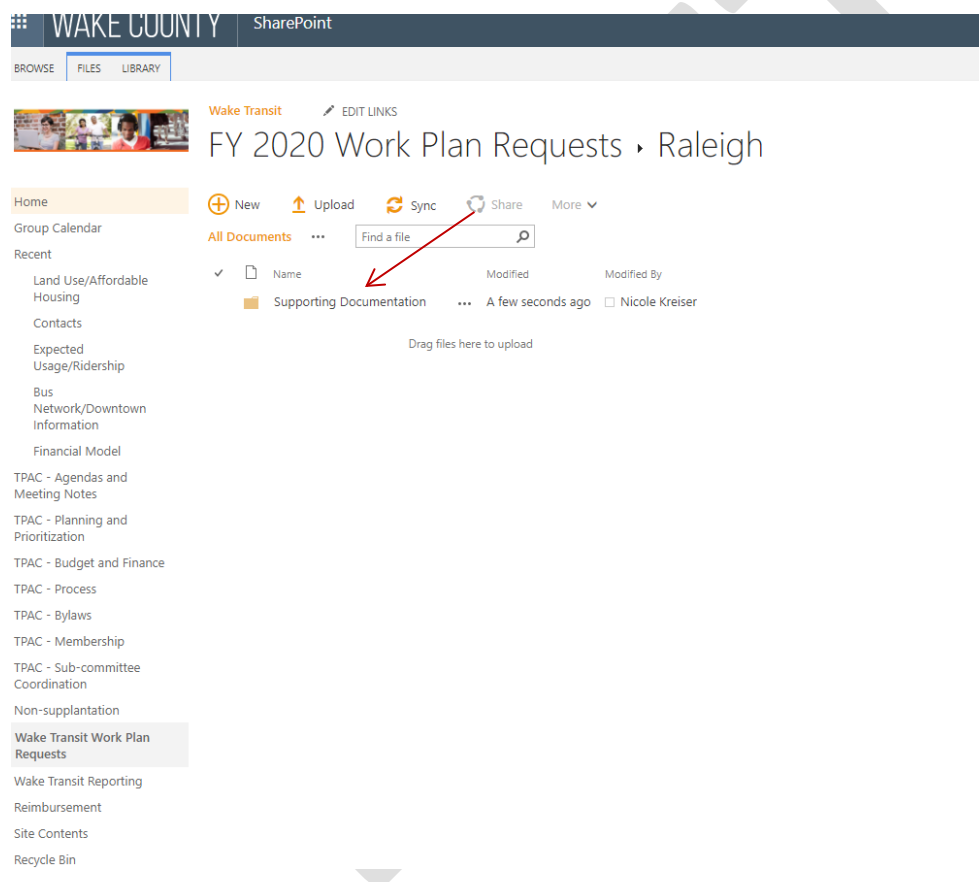 WAKE COUNTY SharePoint
BROWSE FILES LIBRARY
Wake Transit EDIT LINKS
FY 2020 Work Plan Requests ▸ Raleigh
Home
Group Calendar
Recent
Land Use/Affordable
Housing
Contacts
Expected
Usage/Ridership
Bus
Network/Downtown
Information
Financial Model
TPAC - Agendas and
Meeting Notes
TPAC - Planning and
Prioritization
TPAC - Budget and Finance
TPAC - Process
TPAC - Bylaws
TPAC - Membership
TPAC - Sub-committee
Coordination
Non-supplantation
Wake Transit Work Plan
Requests
Wake Transit Reporting
Reimbursement
Site Contents
Recycle Bin
New Upload Sync Share More
All Documents ••• Find a file
Name Modified Modified By
Supporting Documentation ••• A few seconds ago Nicole Kreiser
Drag files here to upload